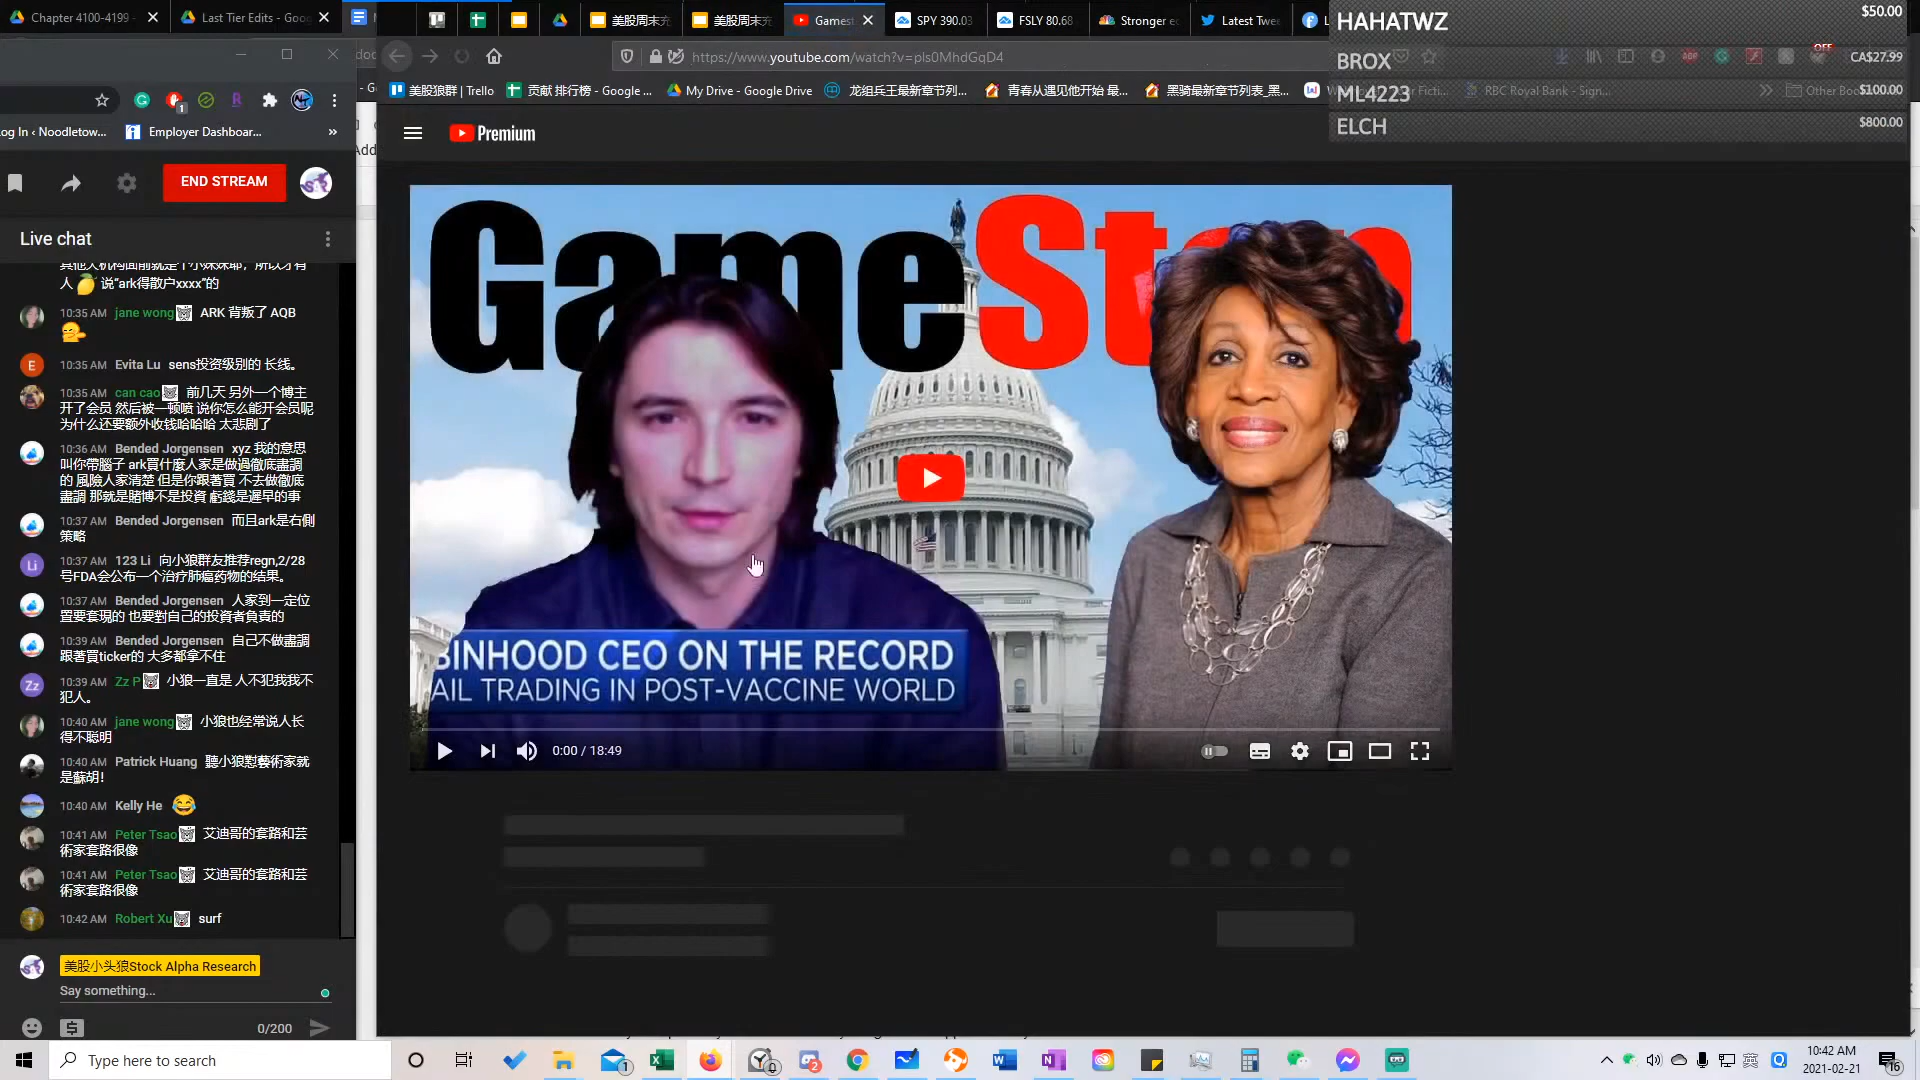 Chapter 4100-4199 -
Last Tier Edits - Goo
美股周末充
美股周末充
Games
SPY 390.03
FSLY 80.68
Stronger ec
Latest Twe
HAHATWZ
$50.00
https://www.youtube.com/watch?v=pls0MhdGqD4
BROX
OFF
CA$27.99
美股狼群 | Trello
贡献 排行榜 - Google ...
My Drive - Google Drive
龙组兵王最新章节列...
青春从遇见他开始 最...
黑骑最新章节列表_黑...
ML4223
RBC Royal Bank - Sign...
Other Boo
$100.00
ELCH
$800.00
og In ‹ Noodletow...
Employer Dashboar...
»
Premium
END STREAM
Live chat
人🍋 说“ark得散户xxxx”的
10:35 AM jane wong ARK 背叛了 AQB
10:35 AM Evita Lu sens投资级别的 长线。
10:35 AM can cao 前几天 另外一个博主
开了会员 然后被一顿喷 说你怎么能开会员呢
为什么还要额外收钱哈哈哈 太悲剧了
10:36 AM Bended Jorgensen xyz 我的意思
叫你帶腦子 ark買什麼人家是做過徹底盡調
的 風險人家清楚 但是你跟著買 不去做徹底
盡調 那就是賭博不是投資 虧錢是遲早的事
10:37 AM Bended Jorgensen 而且ark是右側
策略
10:37 AM 123 Li 向小狼群友推荐regn,2/28
号FDA会公布一个治疗肺癌药物的结果。
10:37 AM Bended Jorgensen 人家到一定位
置要套現的 也要對自己的投資者負責的
10:39 AM Bended Jorgensen 自己不做盡調
跟著買ticker的 大多都拿不住
10:39 AM Zz P 小狼一直是 人不犯我我不
犯人。
10:40 AM jane wong 小狼也经常说人长
得不聪明
10:40 AM Patrick Huang 聽小狼懟藝術家就
是蘇胡!
10:40 AM Kelly He 😂
10:41 AM Peter Tsao 艾迪哥的套路和芸
術家套路很像
10:41 AM Peter Tsao 艾迪哥的套路和芸
術家套路很像
10:42 AM Robert Xu surf
美股小头狼Stock Alpha Research
Say something...
0/200
GameStop
BINHOOD CEO ON THE RECORD
AIL TRADING IN POST-VACCINE WORLD
0:00 / 18:49
Type here to search
英
10:42 AM
2021-02-21
16